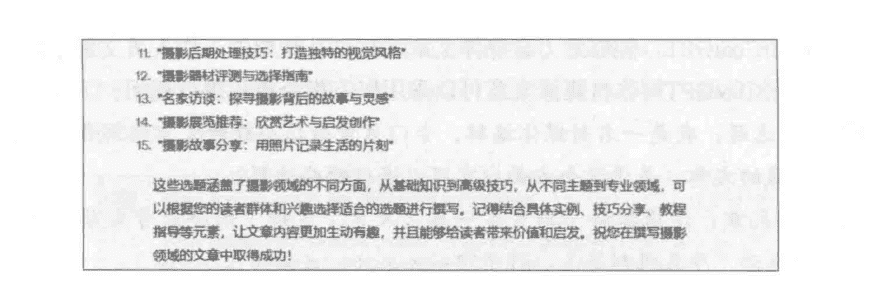 11. "摄影后期处理技巧：打造独特的视觉风格"
12. "摄影器材评测与选择指南"
13. "名家访谈：探寻摄影背后的故事与灵感"
14. "摄影展览推荐：欣赏艺术与启发创作"
15. "摄影故事分享：用照片记录生活的片刻"
这些选题涵盖了摄影领域的不同方面，从基础知识到高级技巧，从不同主题到专业领域，可
以根据您的读者群体和兴趣选择适合的选题进行撰写。记得结合具体实例、技巧分享、教程
指导等元素，让文章内容更加生动有趣，并且能够给读者带来价值和启发。祝您在撰写摄影
领域的文章中取得成功！